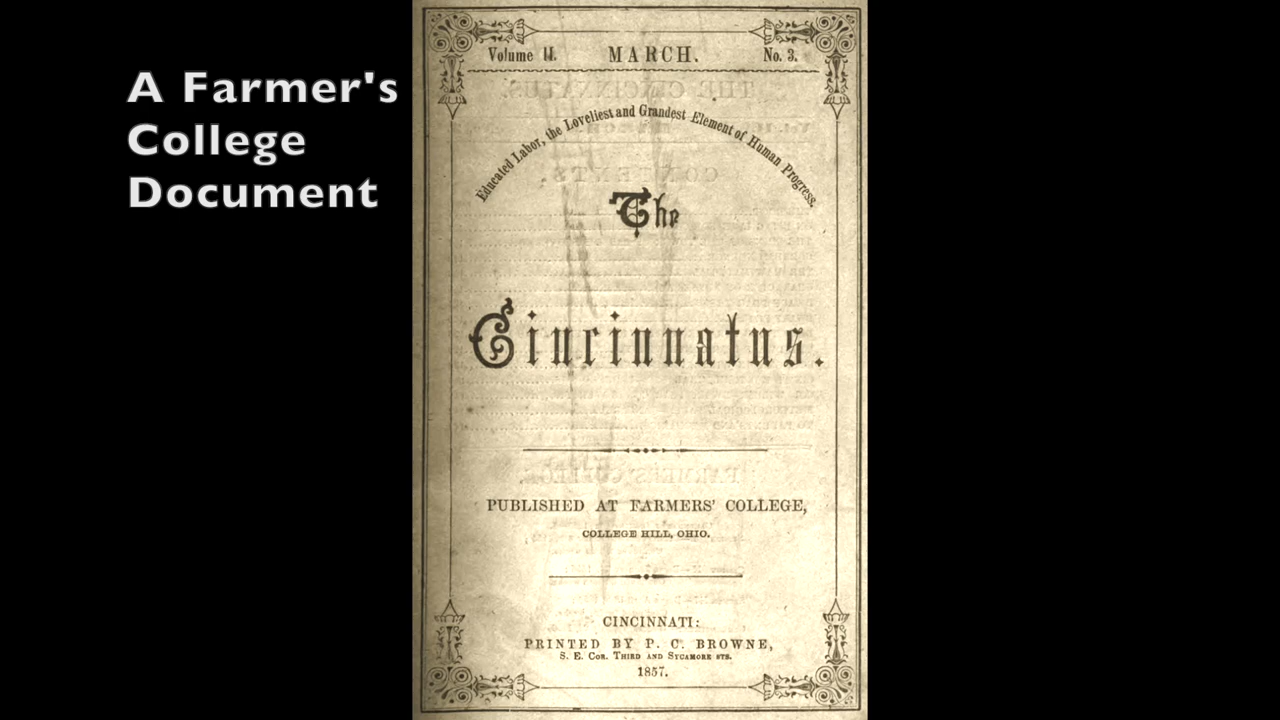 A Farmer's
College
Document
Volume II. MARCH. No. 3.
Educated Labor, the Loveliest and Grandest Element of Human Progress.
The
Cincinnatus.
PUBLISHED AT FARMERS' COLLEGE,
COLLEGE HILL, OHIO.
CINCINNATI:
PRINTED BY P. C. BROWNE,
S. E. Cor. Third and Sycamore sts.
1857.